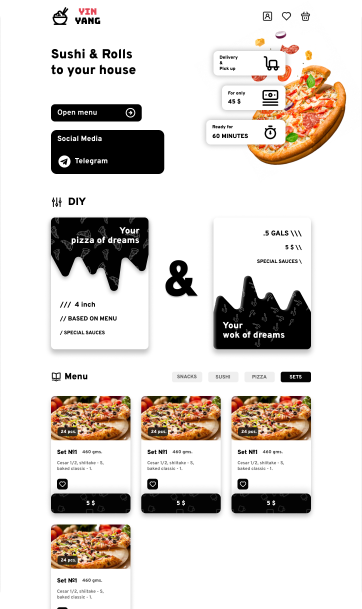 YIN
YANG
Sushi & Rolls
to your house
Delivery
&
Pick up
For only
45 $
Ready for
60 MINUTES
Open menu
Social Media
Telegram
DIY
Your
pizza of dreams
/// 4 inch
// BASED ON MENU
/ SPECIAL SAUCES
&
.5 GALS \\\
5 $ \\
SPECIAL SAUCES \
Your
wok of dreams
Menu
SNACKS
SUSHI
PIZZA
SETS
24 pcs.
Set №1 460 gms.
Cesar 1/2, shiitake - 5,
baked classic - 1.
5 $
24 pcs.
Set №1 460 gms.
Cesar 1/2, shiitake - 5,
baked classic - 1.
5 $
24 pcs.
Set №1 460 gms.
Cesar 1/2, shiitake - 5,
baked classic - 1.
5 $
24 pcs.
Set №1 460 gms.
Cesar 1/2, shiitake - 5,
baked classic - 1.